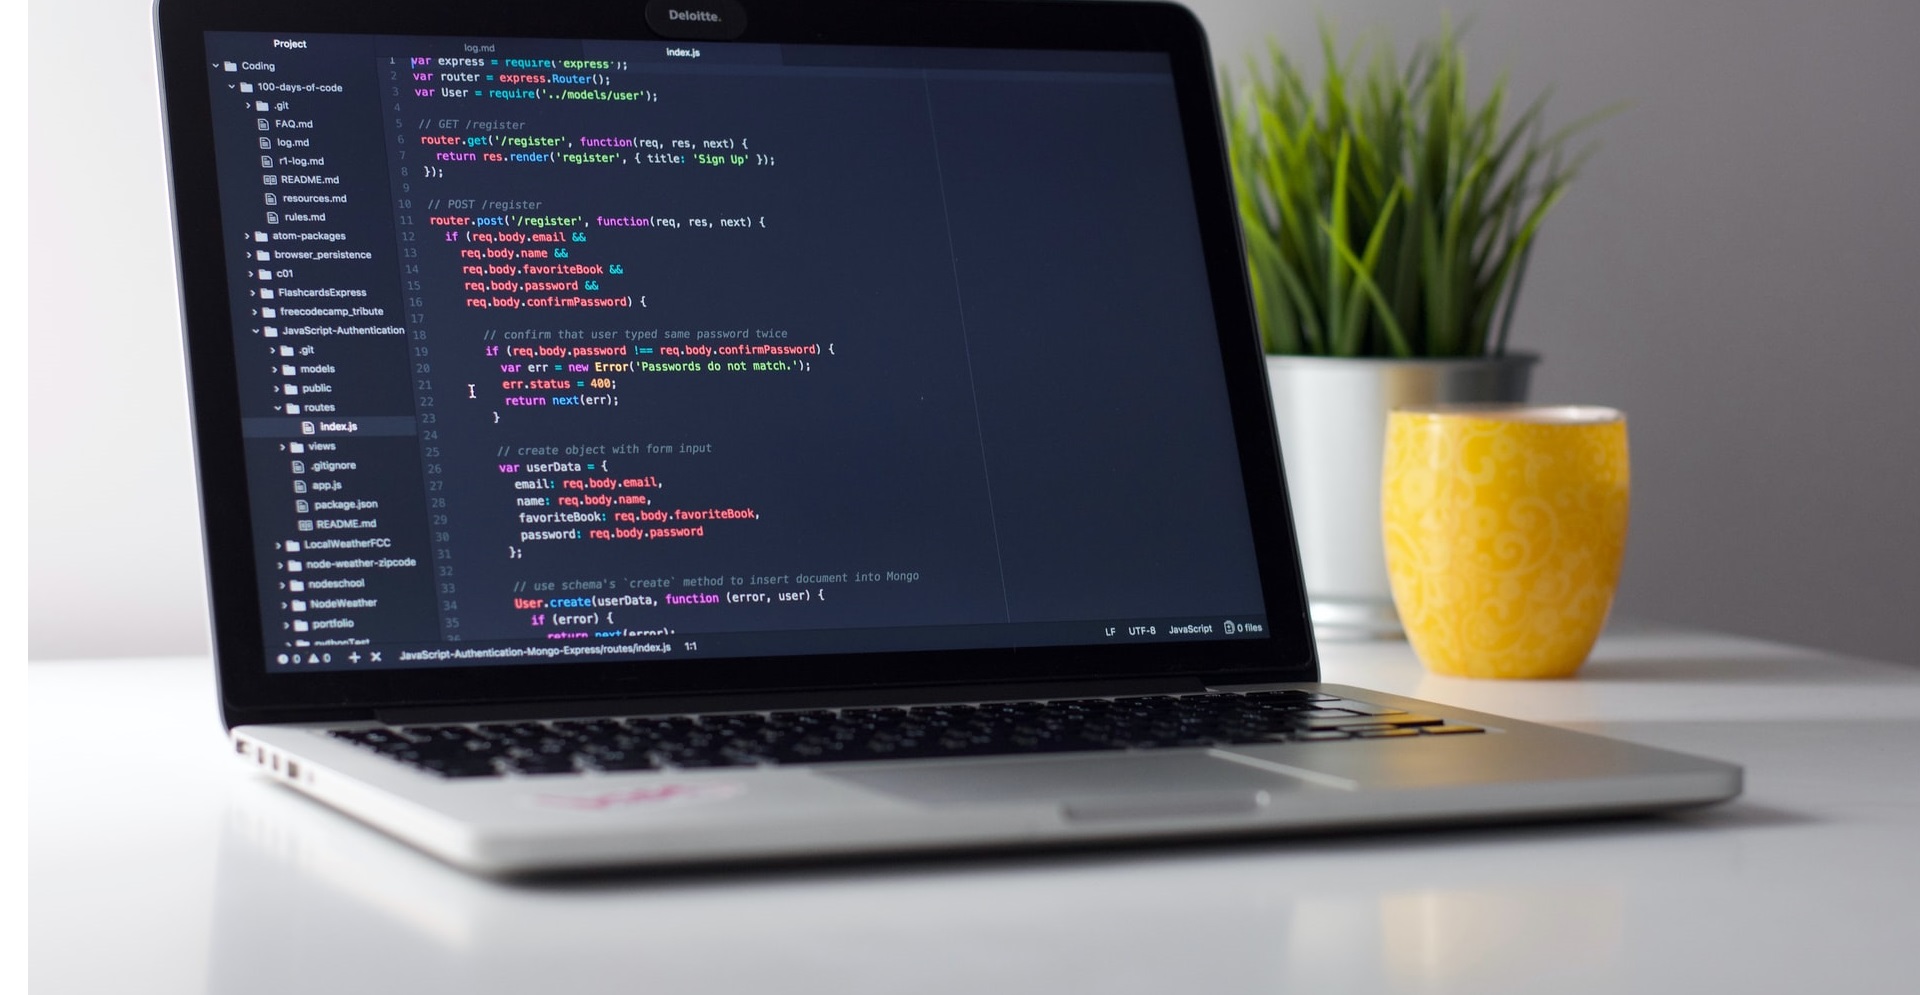 Deloitte.
Project
Coding
100-days-of-code
.git
FAQ.md
log.md
r1-log.md
README.md
resources.md
rules.md
atom-packages
browser_persistence
c01
FlashcardsExpress
freecodecamp_tribute
JavaScript-Authentication
.git
models
public
routes
index.js
views
.gitignore
app.js
package.json
README.md
LocalWeatherFCC
node-weather-zipcode
nodeschool
NodeWeather
portfolio
pythonTest
log.md
index.js
1 var express = require('express');
2 var router = express.Router();
3 var User = require('../models/user');
4
5 // GET /register
6 router.get('/register', function(req, res, next) {
7 return res.render('register', { title: 'Sign Up' });
8 });
9
10 // POST /register
11 router.post('/register', function(req, res, next) {
12 if (req.body.email &&
13 req.body.name &&
14 req.body.favoriteBook &&
15 req.body.password &&
16 req.body.confirmPassword) {
17
18 // confirm that user typed same password twice
19 if (req.body.password !== req.body.confirmPassword) {
20 var err = new Error('Passwords do not match.');
21 err.status = 400;
22 return next(err);
23 }
24
25 // create object with form input
26 var userData = {
27 email: req.body.email,
28 name: req.body.name,
29 favoriteBook: req.body.favoriteBook,
30 password: req.body.password
31 };
32
33 // use schema's `create` method to insert document into Mongo
34 User.create(userData, function (error, user) {
35 if (error) {
36 return next(error);
0 0 + × JavaScript-Authentication-Mongo-Express/routes/index.js 1:1 LF UTF-8 JavaScript 0 files